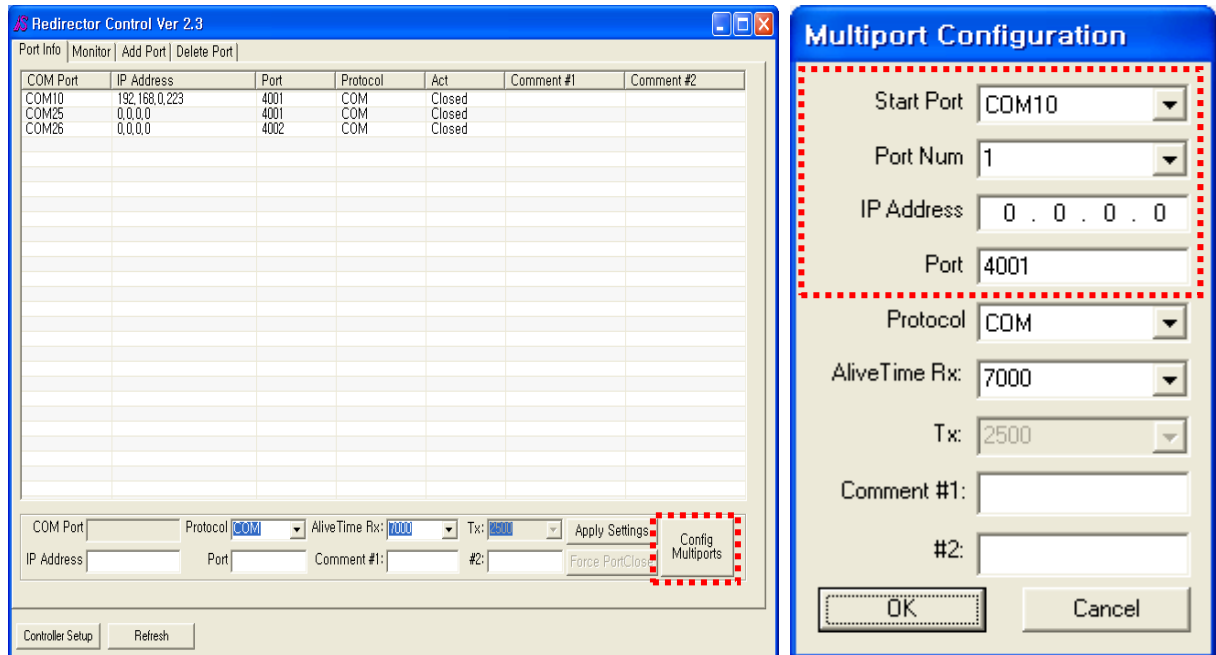 Redirector Control Ver 2.3
Port Info Monitor Add Port Delete Port
COM Port IP Address Port Protocol Act Comment #1 Comment #2
COM10 192,168,0,223 4001 COM Closed
COM25 0,0,0,0 4001 COM Closed
COM26 0,0,0,0 4002 COM Closed
COM Port Protocol COM AliveTime Rx: 7000 Tx: 2500 Apply Settings Config Multiports
IP Address Port Comment #1: #2: Force PortClose
Controller Setup Refresh
Multiport Configuration
Start Port COM10
Port Num 1
IP Address 0 . 0 . 0 . 0
Port 4001
Protocol COM
AliveTime Rx: 7000
Tx: 2500
Comment #1:
#2:
OK Cancel